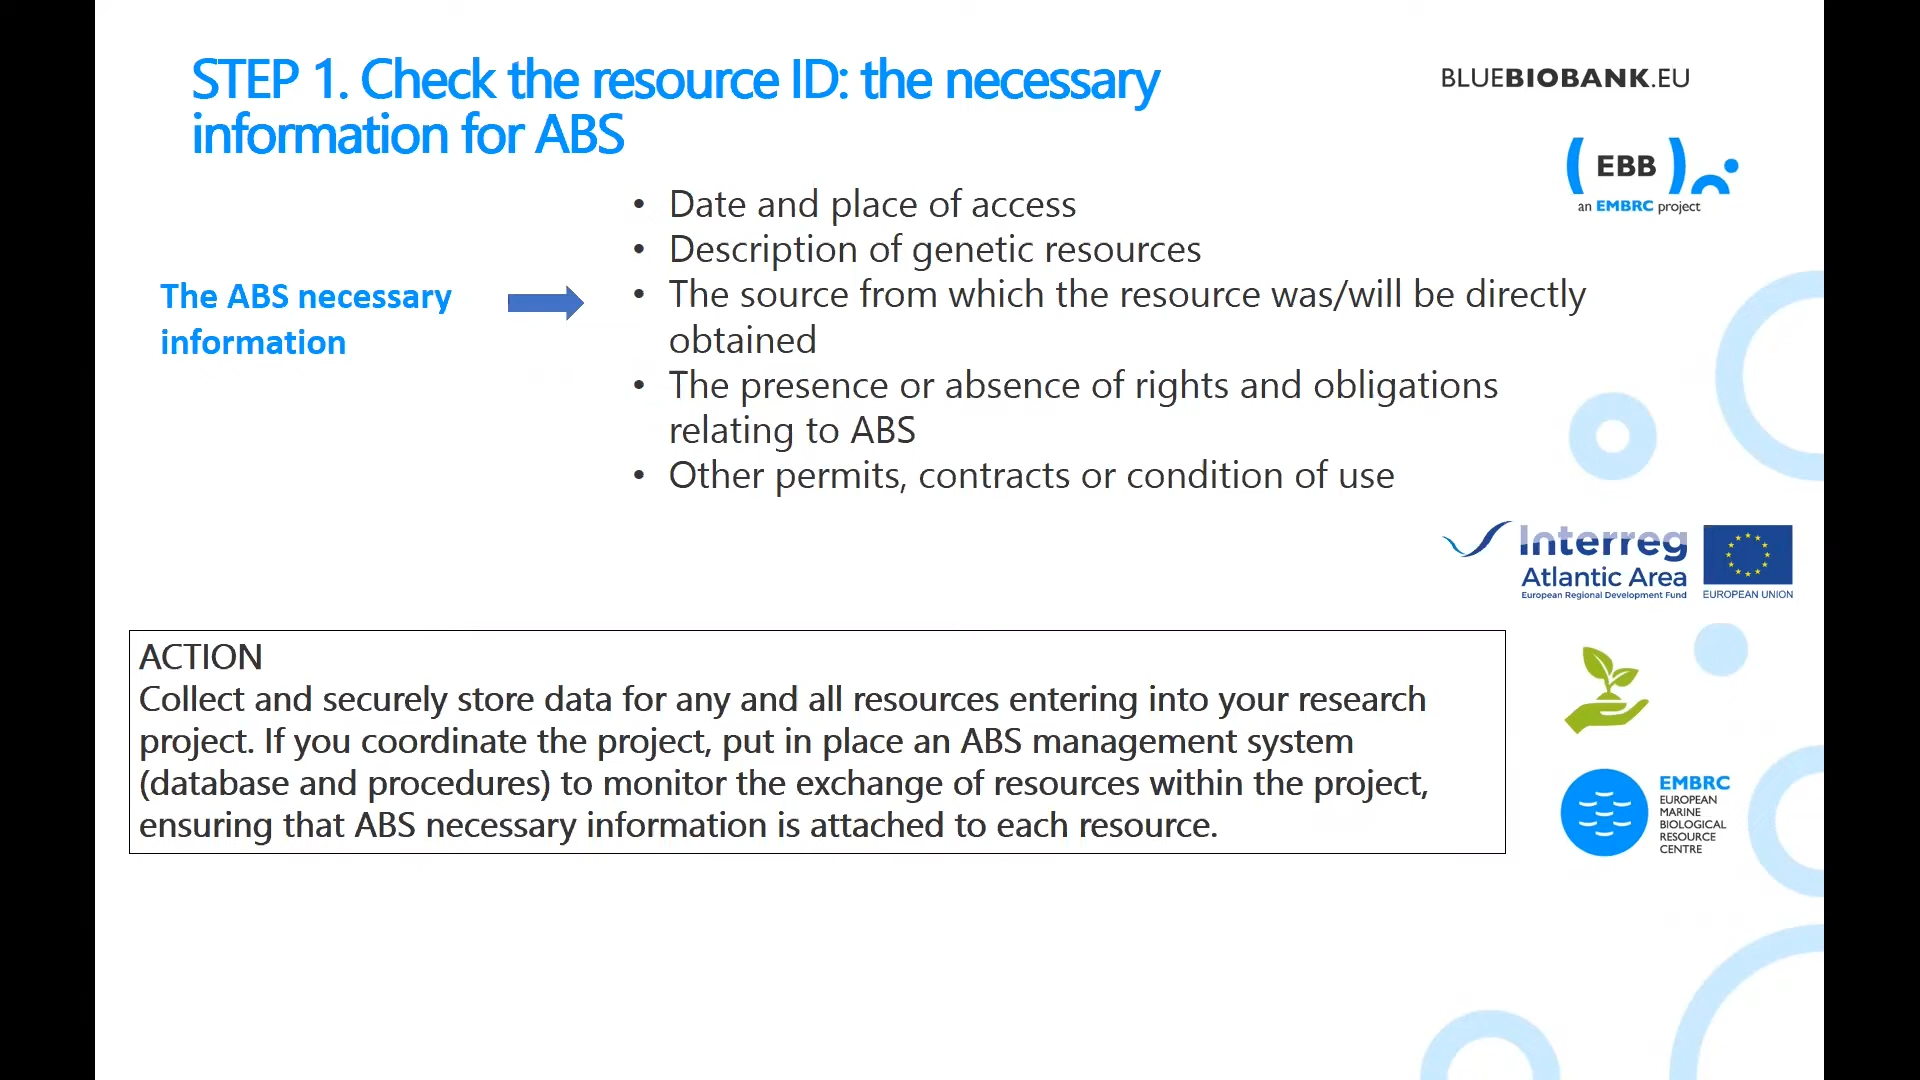 STEP 1. Check the resource ID: the necessary
information for ABS
BLUEBIOBANK.EU
( EBB )
an EMBRC project
The ABS necessary
information
• Date and place of access
• Description of genetic resources
• The source from which the resource was/will be directly
obtained
• The presence or absence of rights and obligations
relating to ABS
• Other permits, contracts or condition of use
Interreg
Atlantic Area
European Regional Development Fund
EUROPEAN UNION
ACTION
Collect and securely store data for any and all resources entering into your research
project. If you coordinate the project, put in place an ABS management system
(database and procedures) to monitor the exchange of resources within the project,
ensuring that ABS necessary information is attached to each resource.
EMBRC
EUROPEAN
MARINE
BIOLOGICAL
RESOURCE
CENTRE